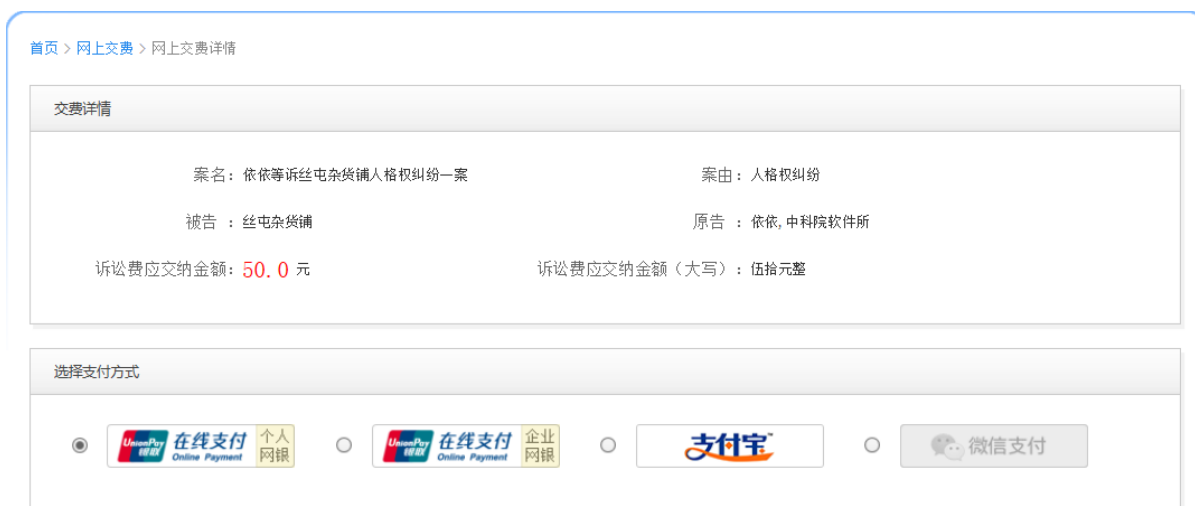 首页 > 网上交费 > 网上交费详情
交费详情
案名： 依依等诉丝屯杂货铺人格权纠纷一案
案由： 人格权纠纷
被告 ： 丝屯杂货铺
原告 ： 依依, 中科院软件所
诉讼费应交纳金额： 50.0 元
诉讼费应交纳金额（大写）： 伍拾元整
选择支付方式
UnionPay 银联 在线支付 Online Payment 个人网银
UnionPay 银联 在线支付 Online Payment 企业网银
支付宝
微信支付